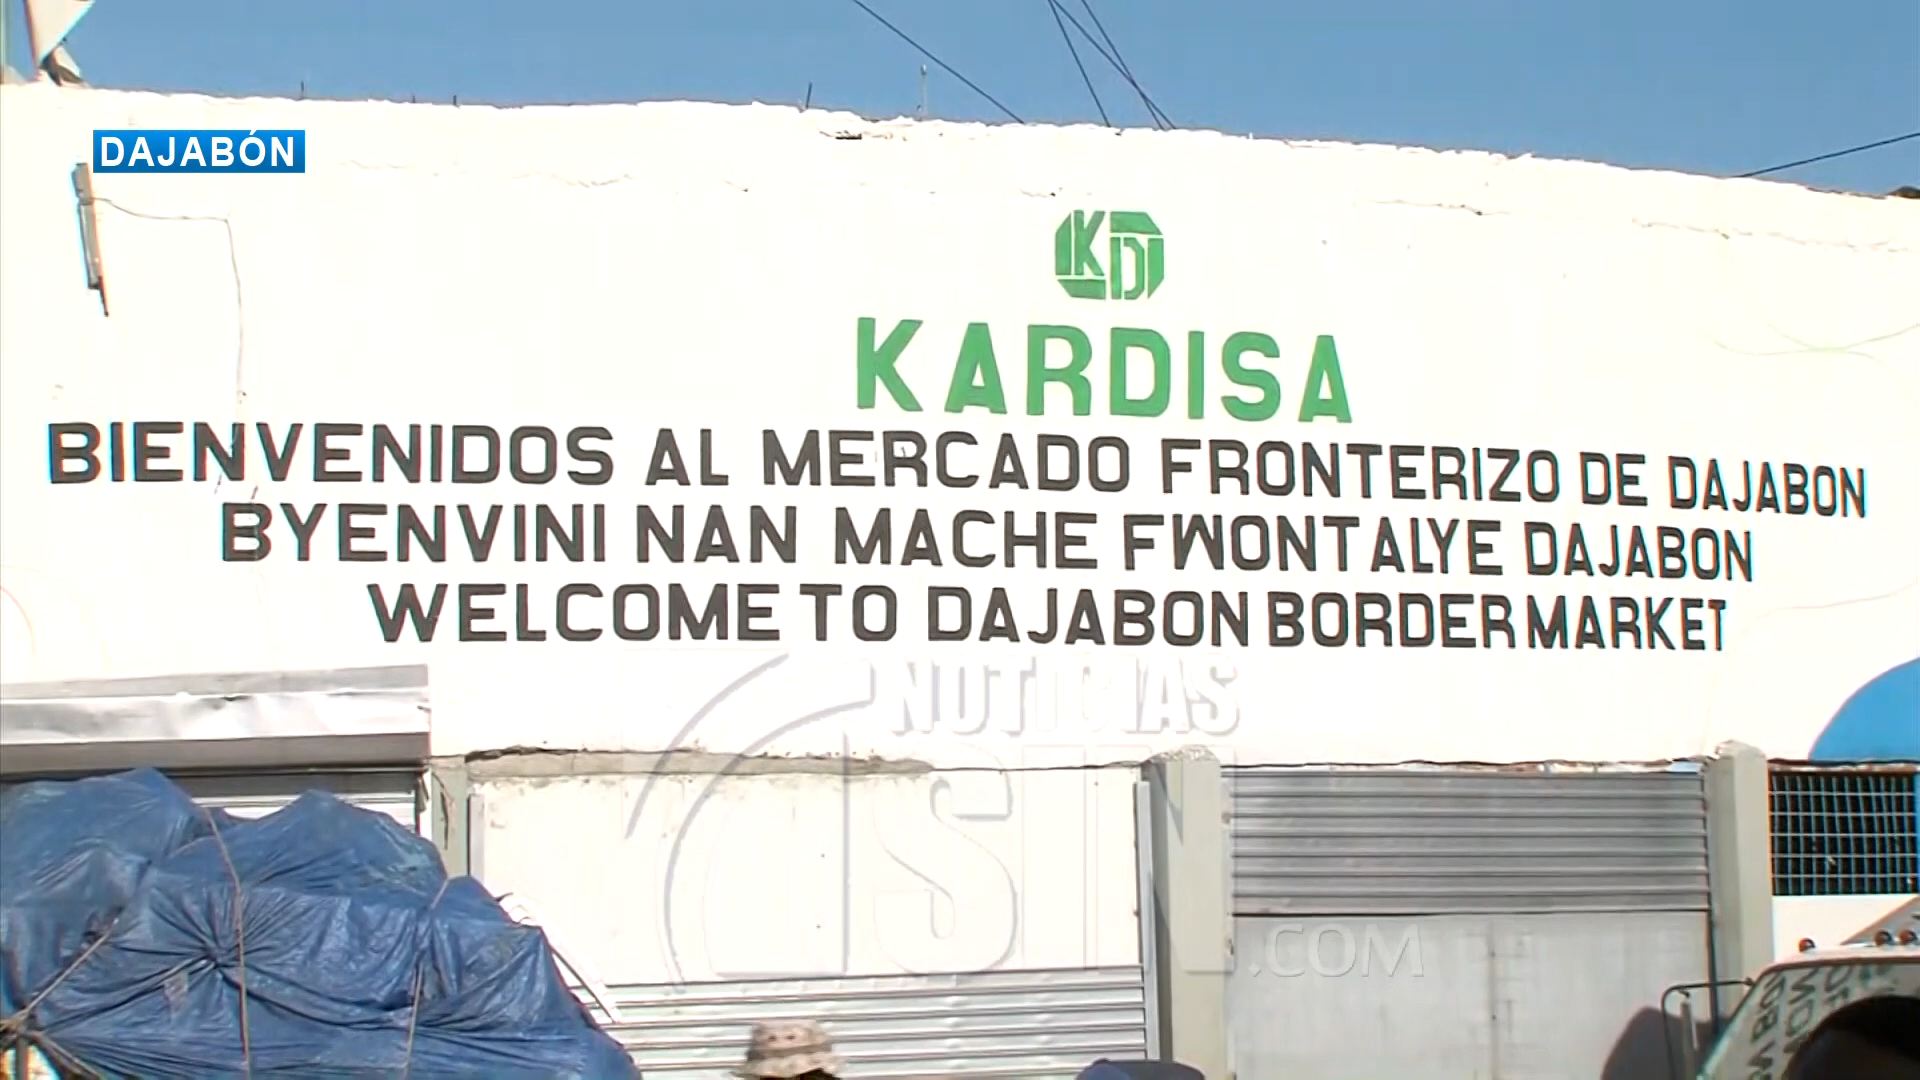 DAJABÓN
KDI
KARDISA
BIENVENIDOS AL MERCADO FRONTERIZO DE DAJABON
BYENVINI NAN MACHE FWONTALYE DAJABON
WELCOME TO DAJABON BORDER MARKET
NOTICIAS
SIN
.COM